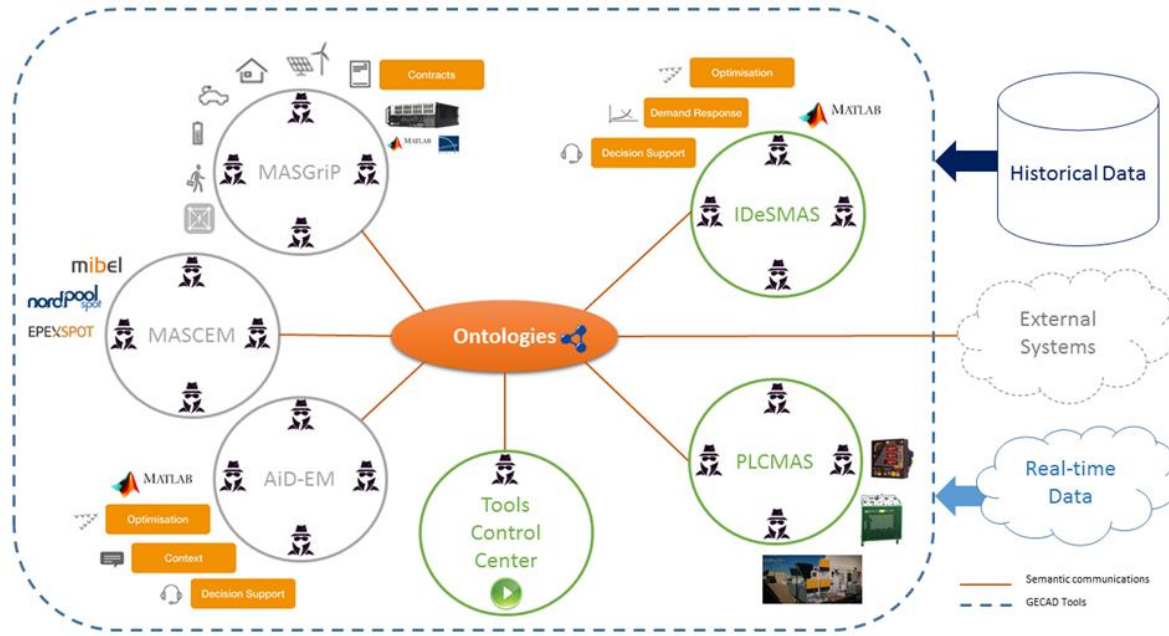 Contracts
MATLAB
MASGriP
mibel
nordpool
spot
EPEXSPOT
MASCEM
AiD-EM
MATLAB
Optimisation
Context
Decision Support
Ontologies
Tools
Control
Center
Optimisation
Demand Response
Decision Support
MATLAB
IDeSMAS
PLCMAS
Historical Data
External
Systems
Real-time
Data
Semantic communications
GECAD Tools